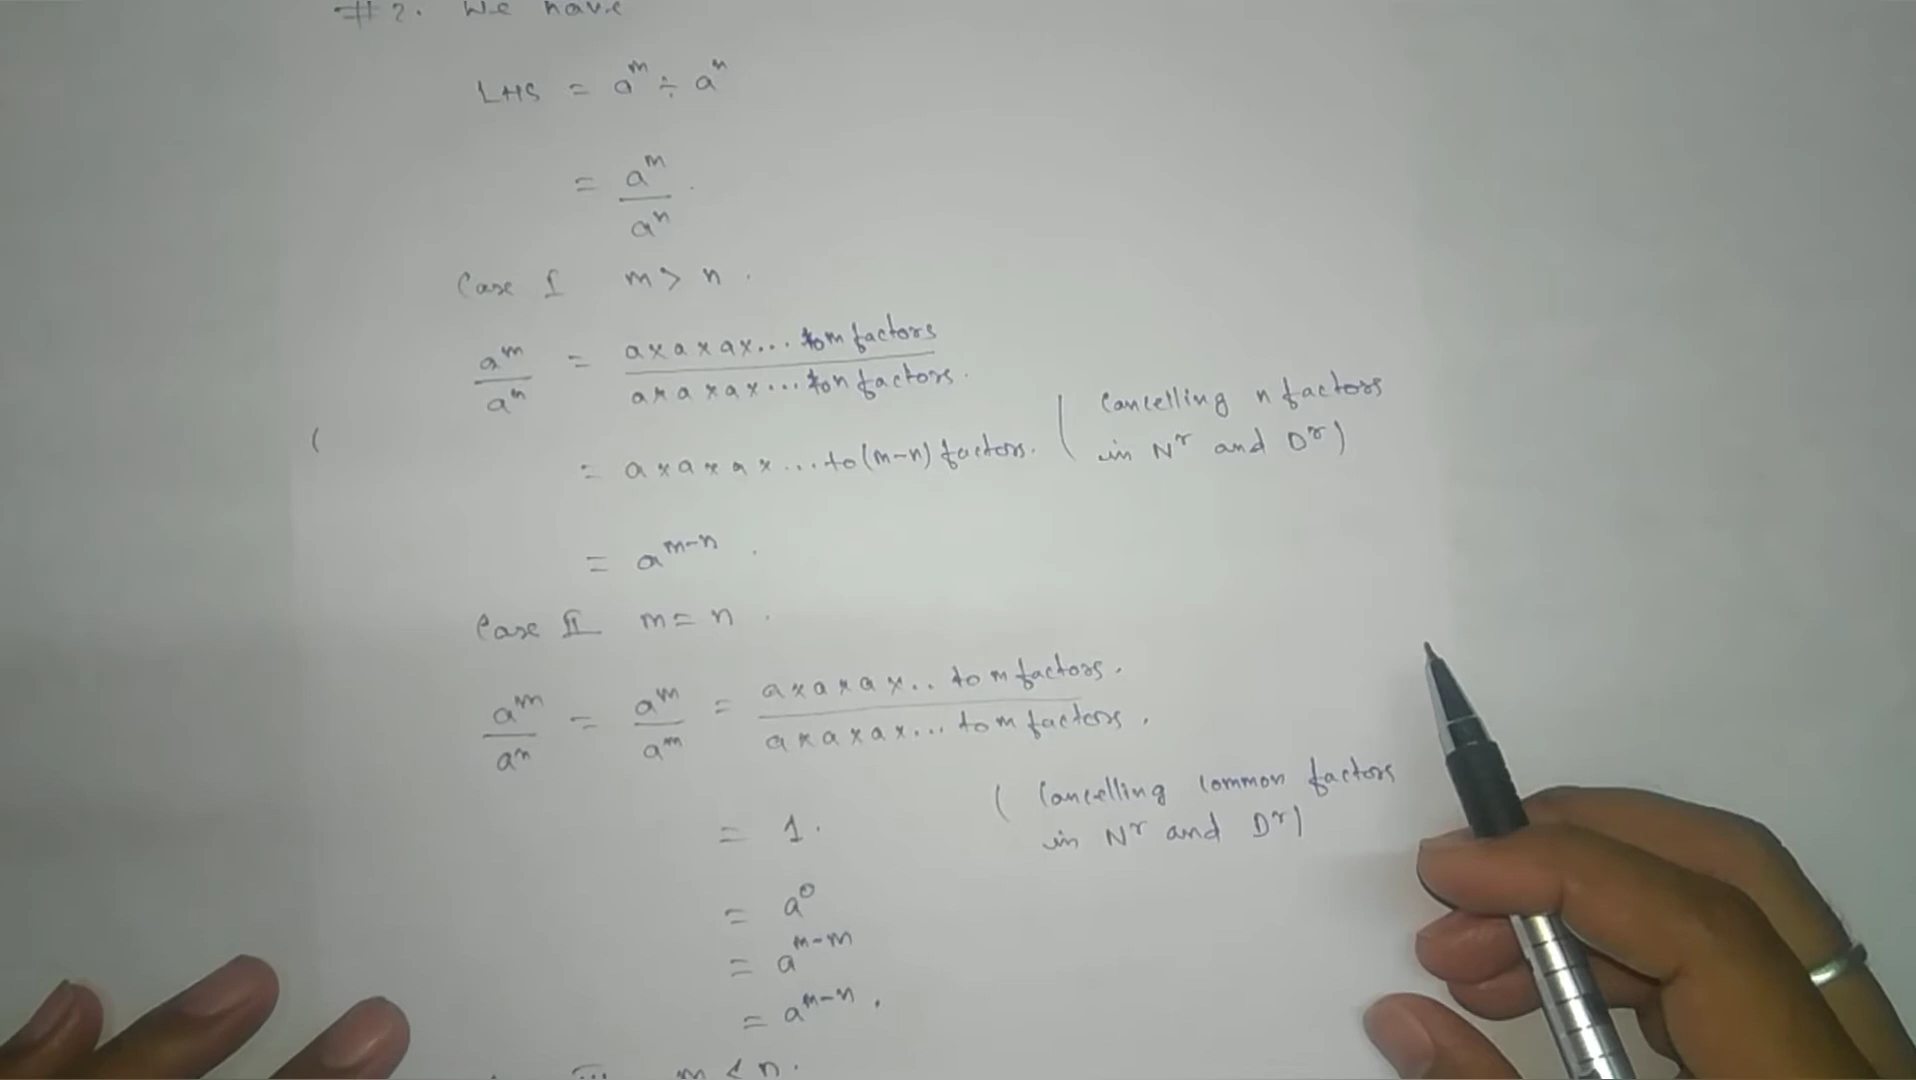 #2. We have
LHS = a^m ÷ a^n
= a^m / a^n .
Case I m > n .
a^m / a^n = a × a × a × ... to m factors / a × a × a × ... to n factors .
= a × a × a × ... to (m-n) factors. ( Cancelling n factors
in N^r and D^r )
(
= a^(m-n) .
Case II m = n .
a^m / a^n = a^m / a^m = a × a × a × .. to m factors . / a × a × a × ... to m factors .
= 1 . ( Cancelling common factors
in N^r and D^r )
= a^0
= a^(m-m)
= a^(m-n) .
III m < n .